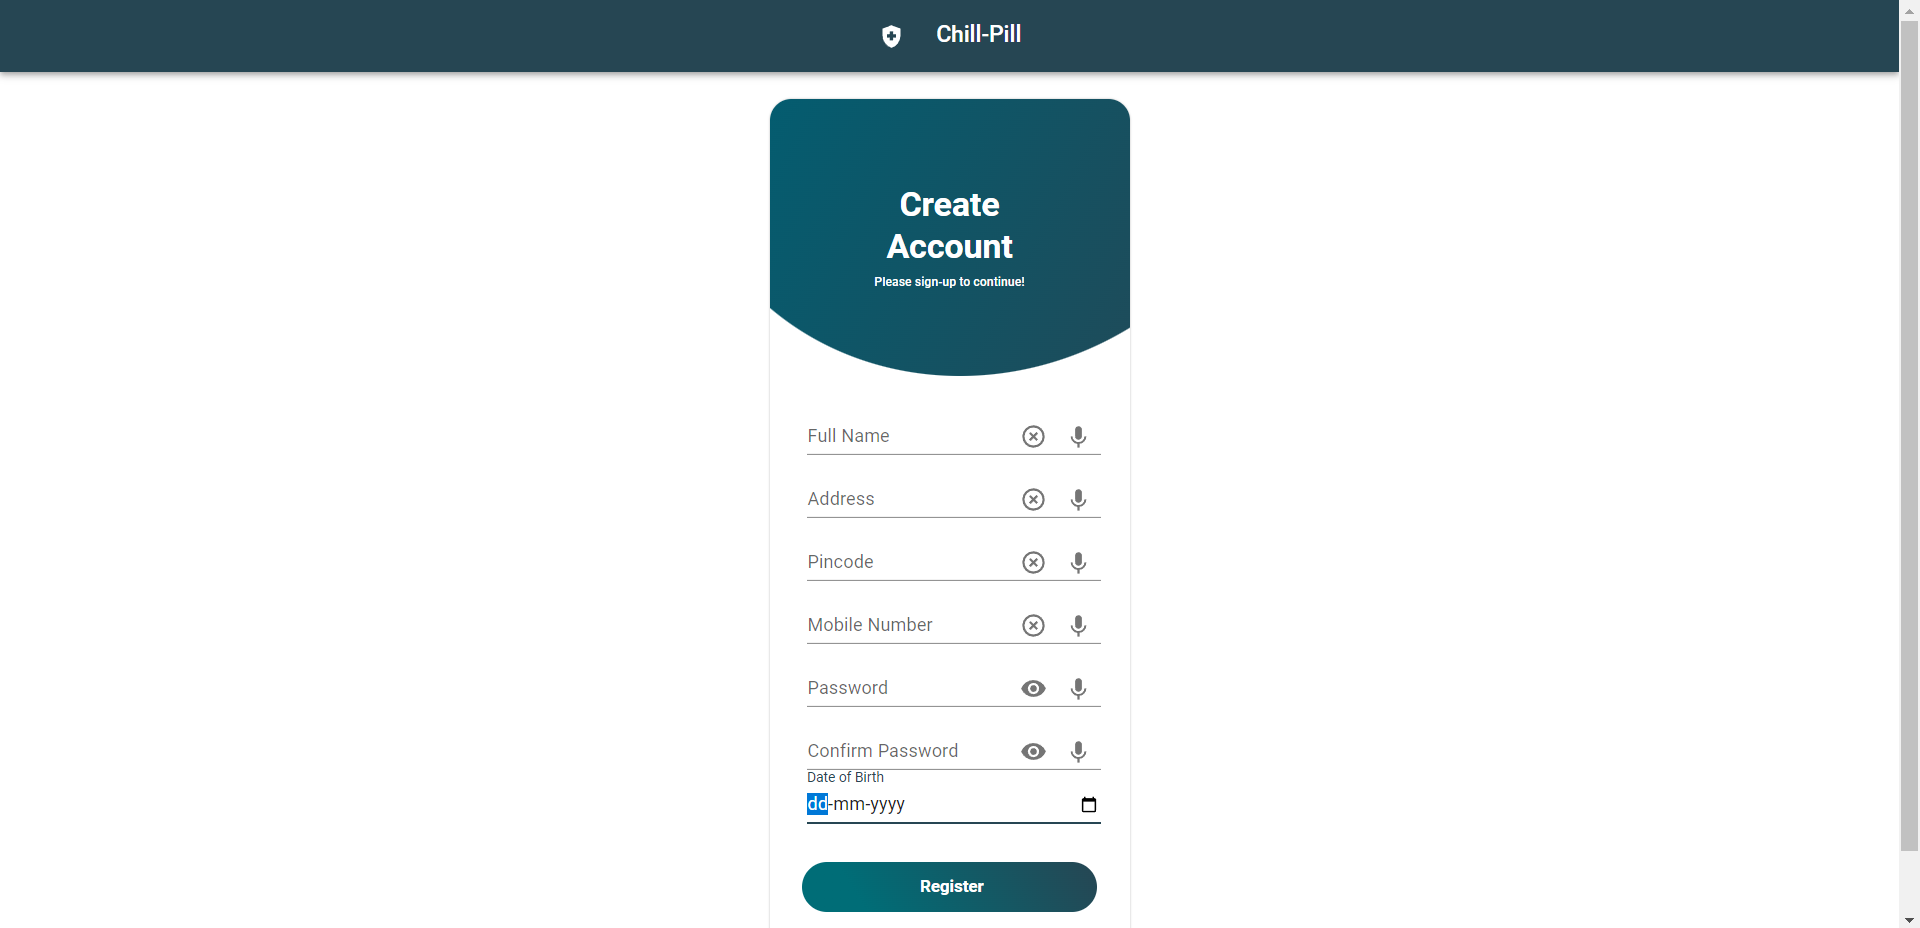 Chill-Pill
Create
Account
Please sign-up to continue!
Full Name
Address
Pincode
Mobile Number
Password
Confirm Password
Date of Birth
dd-mm-yyyy
Register